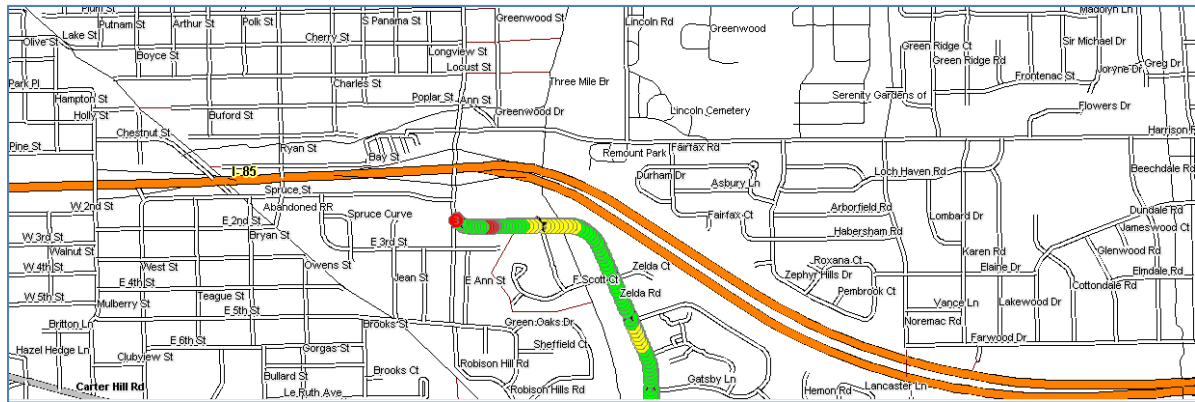 Plum St
Putnam St
Arthur St
Polk St
S Panama St
Greenwood St
Lincoln Rd
Greenwood
Madolyn Ln
Lake St
Olive St
Cherry St
Longview St
Boyce St
Green Ridge Ct
Sir Michael Dr
Green Ridge Rd
Greg Dr
Joryne Dr
Locust St
Frontenac St
Park Pl
Charles St
Three Mile Br
Hampton St
Poplar St
Ann St
Serenity Gardens of
Holly St
Buford St
Greenwood Dr
Lincoln Cemetery
Flowers Dr
Chestnut St
Harrison R
Pine St
Ryan St
Bay St
Remount Park
Fairfax Rd
I-85
Durham Dr
Asbury Ln
Loch Haven Rd
Beechdale Rd
Spruce St
W 2nd St
Abandoned RR
Spruce Curve
Fairfax Ct
Arborfield Rd
Lombard Dr
Dundale Rd
E 2nd St
Bryan St
Habersham Rd
Jameswood Ct
W 3rd St
E 3rd St
Karen Rd
Glenwood Rd
Walnut St
Owens St
Roxana Ct
Elaine Dr
W 4th St
West St
Jean St
E Ann St
F Scott Ct
Zelda Ct
Zephyr Hills Dr
Elmdale Rd
E 4th St
Pembrook Ct
Cottondale Rd
W 5th St
Mulberry St
Teague St
Zelda Rd
Vance Ln
Lakewood Dr
E 5th St
Britton Ln
Brooks St
Green Oaks Dr
Noremac Rd
Farwood Dr
Hazel Hedge Ln
E 6th St
Gorgas St
Sheffield Ct
Clubview St
Robison Hill Rd
Bullard St
Brooks Ct
Gatsby Ln
Carter Hill Rd
Le Ruth Ave
Robison Hills Rd
Hemon Rd
Lancaster Ln